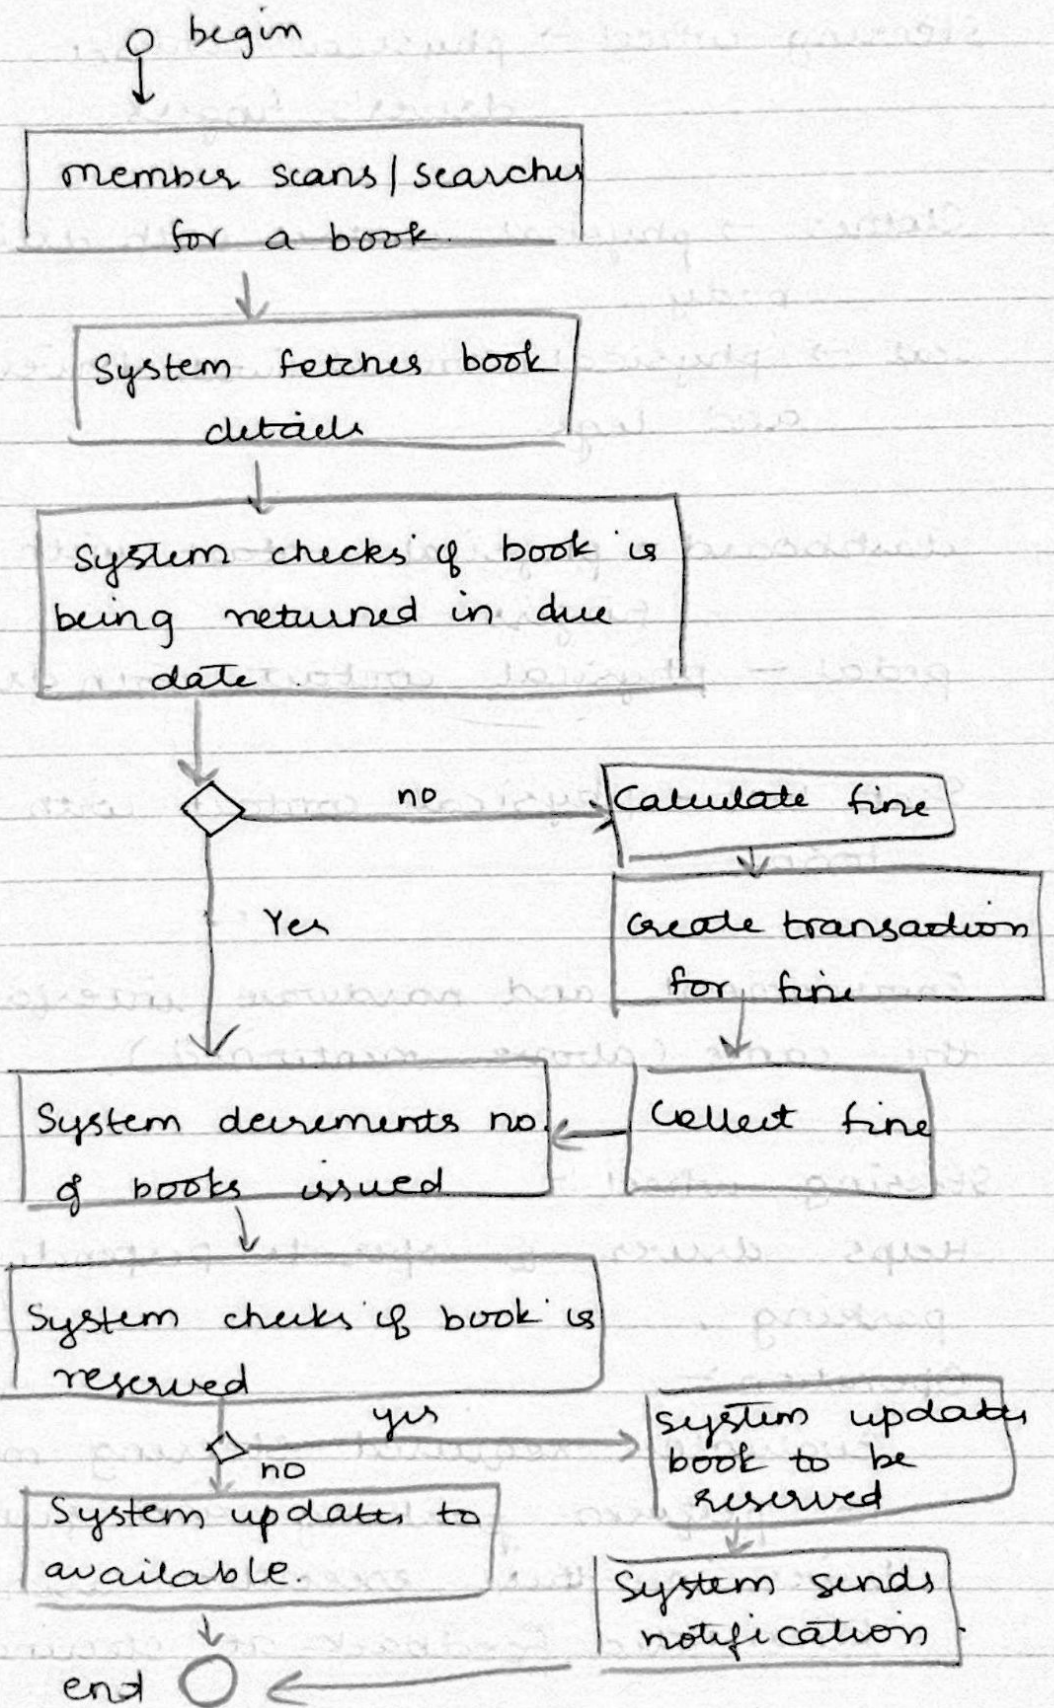 begin
member scans/searches
for a book.
System fetches book
details
System checks if book is
being returned in due
date.
no
Calculate fine
Yes
Create transaction
for fine
System decrements no.
of books issued
Collect fine
System checks if book is
reserved
yes
no
System updates
book to be
reserved
System updates to
available.
System sends
notification.
end